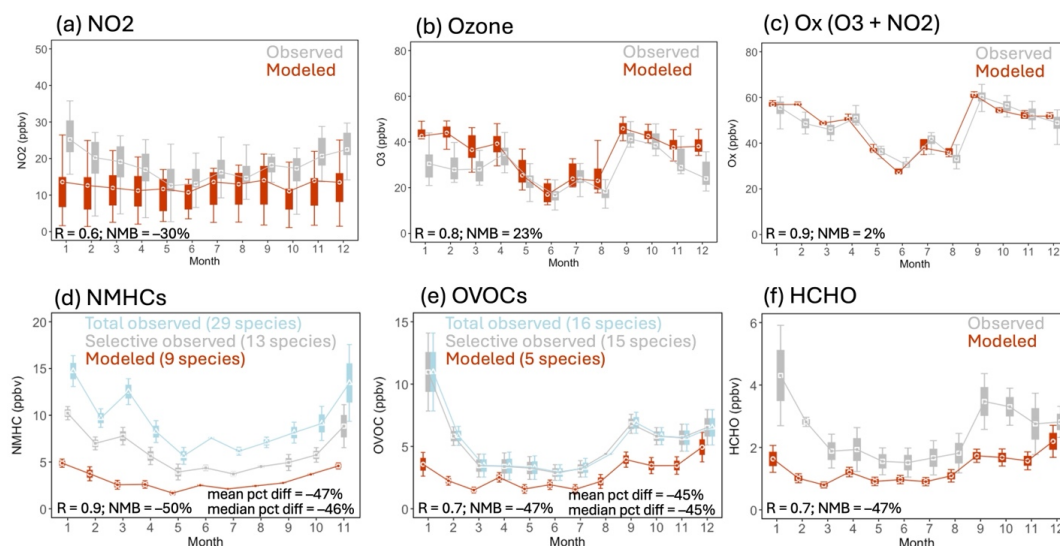 (a) NO2
Observed
Modeled
NO2 (ppbv)
50
40
30
20
10
0
R = 0.6; NMB = –30%
1 2 3 4 5 6 7 8 9 10 11 12
Month
(b) Ozone
Observed
Modeled
O3 (ppbv)
80
60
40
20
0
R = 0.8; NMB = 23%
1 2 3 4 5 6 7 8 9 10 11 12
Month
(c) Ox (O3 + NO2)
Observed
Modeled
Ox (ppbv)
80
60
40
20
0
R = 0.9; NMB = 2%
1 2 3 4 5 6 7 8 9 10 11 12
Month
(d) NMHCs
Total observed (29 species)
Selective observed (13 species)
Modeled (9 species)
NMHC (ppbv)
20
15
10
5
0
mean pct diff = –47%
R = 0.9; NMB = –50% median pct diff = –46%
1 2 3 4 5 6 7 8 9 10 11
Month
(e) OVOCs
Total observed (16 species)
Selective observed (15 species)
Modeled (5 species)
OVOC (ppbv)
15
10
5
0
mean pct diff = –45%
R = 0.7; NMB = –47% median pct diff = –45%
1 2 3 4 5 6 7 8 9 10 11 12
Month
(f) HCHO
Observed
Modeled
HCHO (ppbv)
6
4
2
0
R = 0.7; NMB = –47%
1 2 3 4 5 6 7 8 9 10 11 12
Month